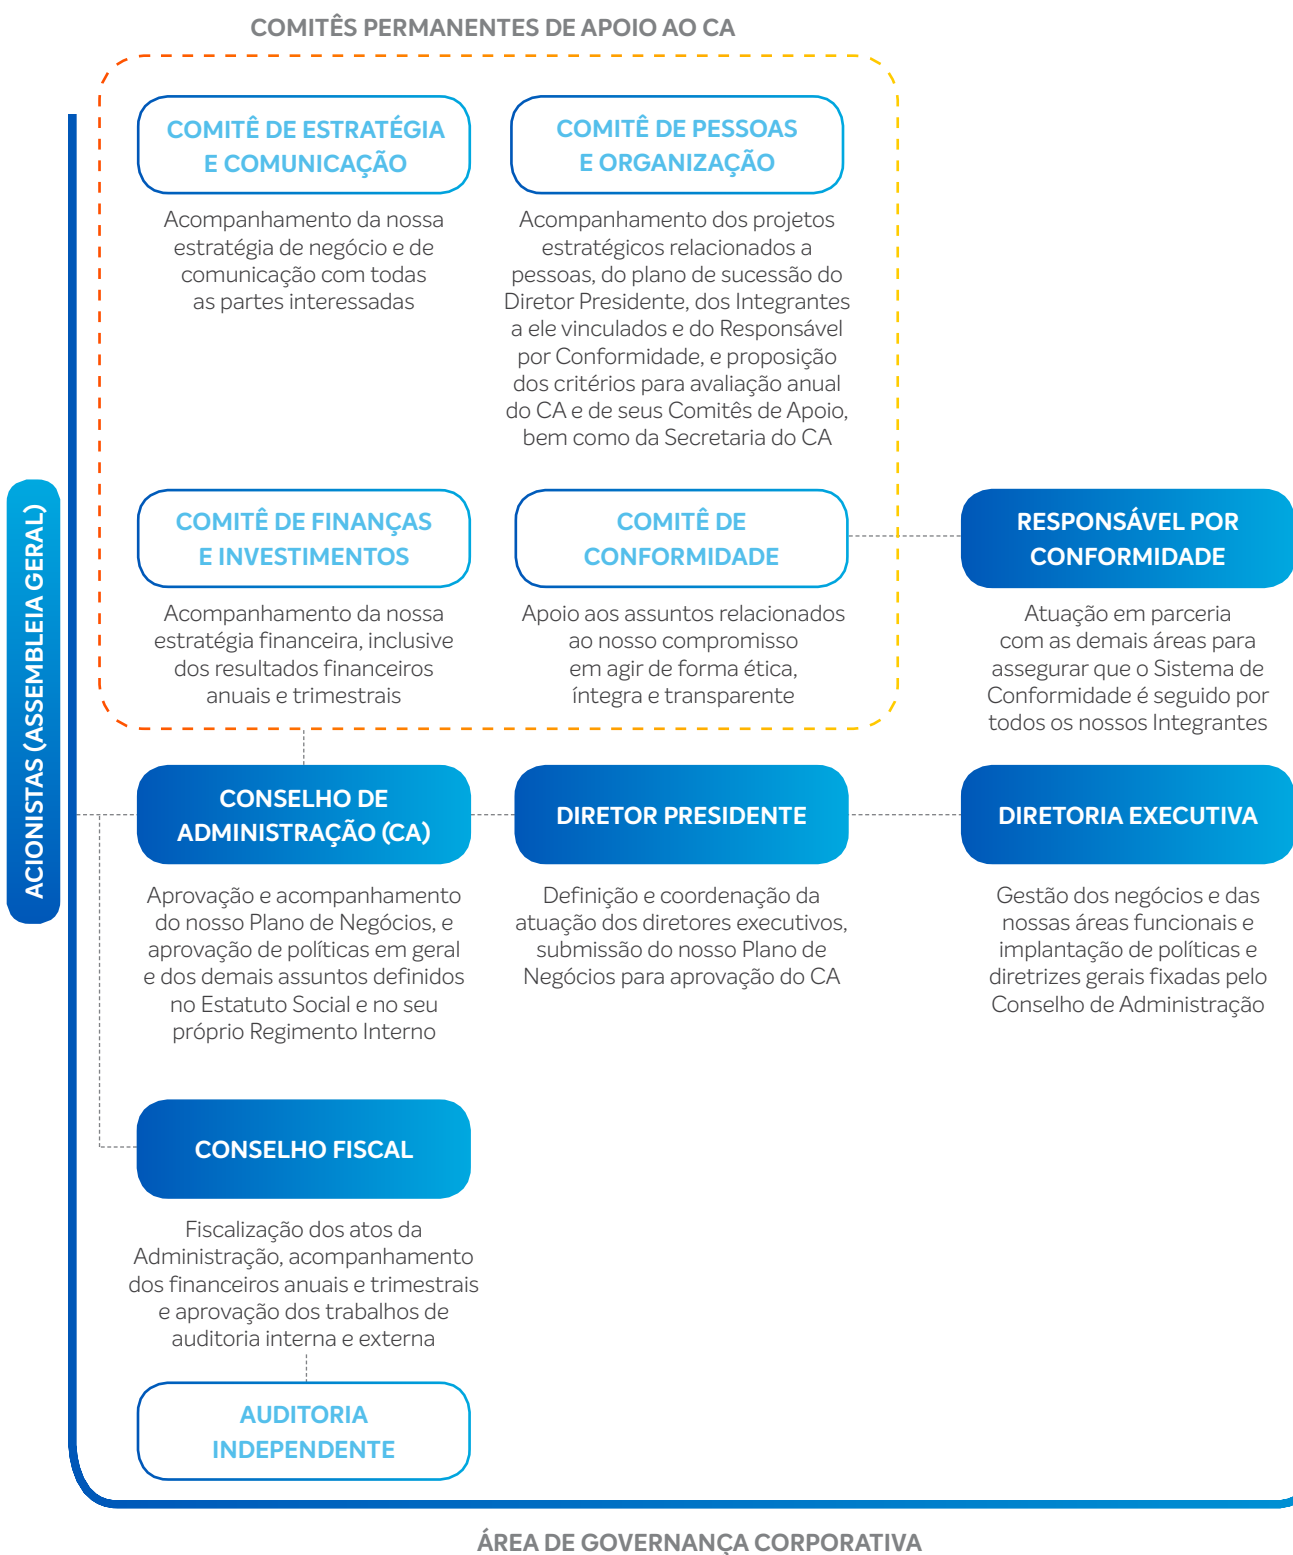 COMITÊS PERMANENTES DE APOIO AO CA
COMITÊ DE ESTRATÉGIA
E COMUNICAÇÃO
Acompanhamento da nossa
estratégia de negócio e de
comunicação com todas
as partes interessadas
COMITÊ DE PESSOAS
E ORGANIZAÇÃO
Acompanhamento dos projetos
estratégicos relacionados a
pessoas, do plano de sucessão do
Diretor Presidente, dos Integrantes
a ele vinculados e do Responsável
por Conformidade, e proposição
dos critérios para avaliação anual
do CA e de seus Comitês de Apoio,
bem como da Secretaria do CA
ACIONISTAS (ASSEMBLEIA GERAL)
COMITÊ DE FINANÇAS
E INVESTIMENTOS
Acompanhamento da nossa
estratégia financeira, inclusive
dos resultados financeiros
anuais e trimestrais
COMITÊ DE
CONFORMIDADE
Apoio aos assuntos relacionados
ao nosso compromisso
em agir de forma ética,
íntegra e transparente
RESPONSÁVEL POR
CONFORMIDADE
Atuação em parceria
com as demais áreas para
assegurar que o Sistema de
Conformidade é seguido por
todos os nossos Integrantes
CONSELHO DE
ADMINISTRAÇÃO (CA)
Aprovação e acompanhamento
do nosso Plano de Negócios, e
aprovação de políticas em geral
e dos demais assuntos definidos
no Estatuto Social e no seu
próprio Regimento Interno
DIRETOR PRESIDENTE
Definição e coordenação da
atuação dos diretores executivos,
submissão do nosso Plano de
Negócios para aprovação do CA
DIRETORIA EXECUTIVA
Gestão dos negócios e das
nossas áreas funcionais e
implantação de políticas e
diretrizes gerais fixadas pelo
Conselho de Administração
CONSELHO FISCAL
Fiscalização dos atos da
Administração, acompanhamento
dos financeiros anuais e trimestrais
e aprovação dos trabalhos de
auditoria interna e externa
AUDITORIA
INDEPENDENTE
ÁREA DE GOVERNANÇA CORPORATIVA